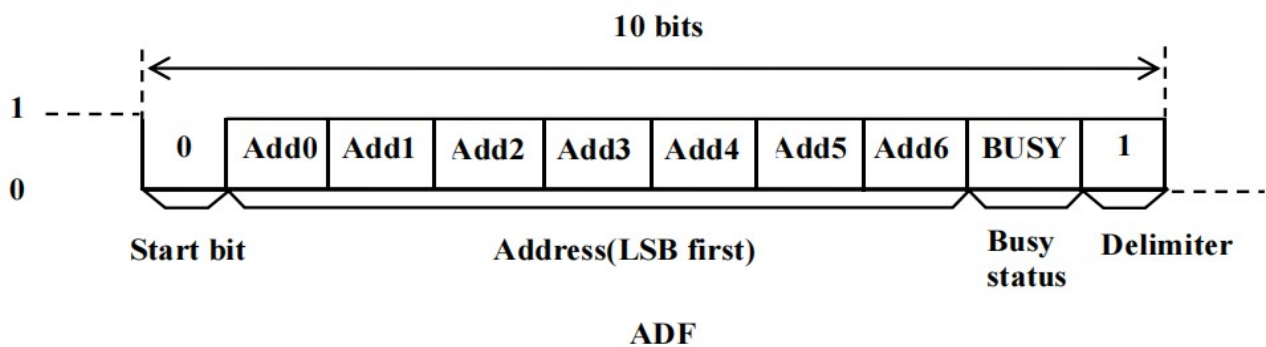 10 bits
1
0 Add0 Add1 Add2 Add3 Add4 Add5 Add6 BUSY 1
0
Start bit Address(LSB first) Busy status Delimiter
ADF